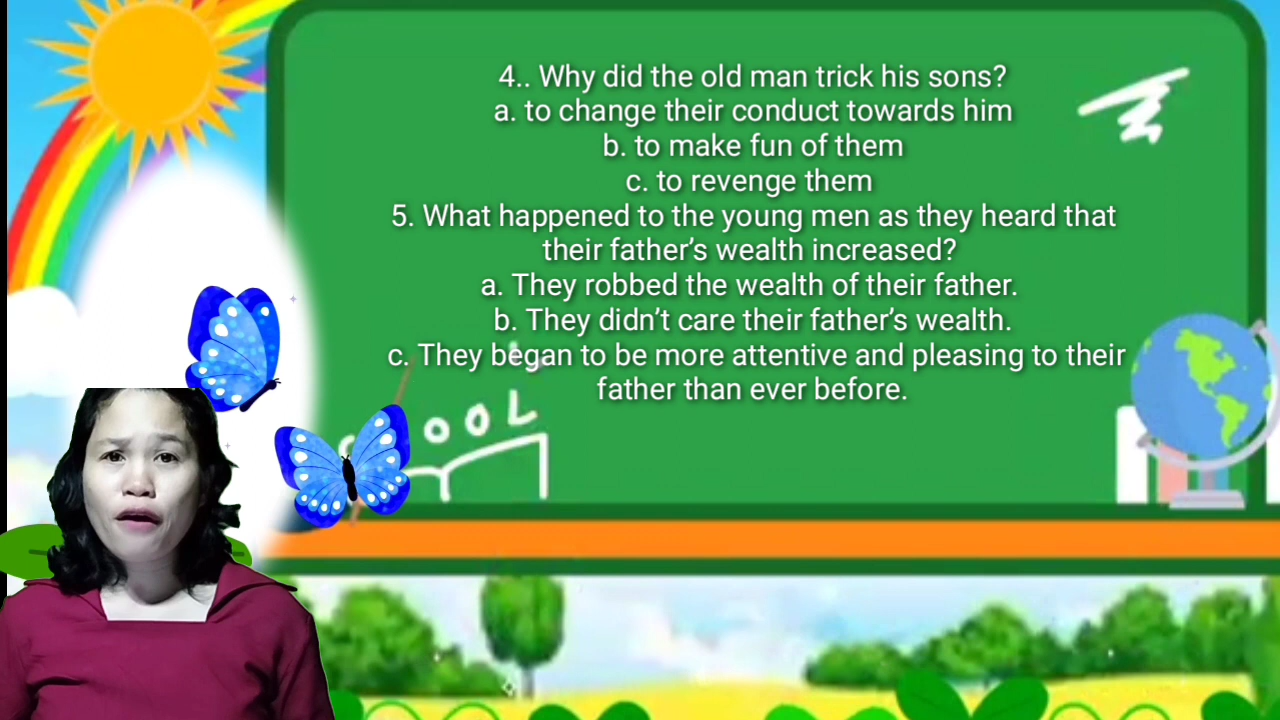 4.. Why did the old man trick his sons?
a. to change their conduct towards him
b. to make fun of them
c. to revenge them
5. What happened to the young men as they heard that
their father’s wealth increased?
a. They robbed the wealth of their father.
b. They didn’t care their father’s wealth.
c. They began to be more attentive and pleasing to their
father than ever before.